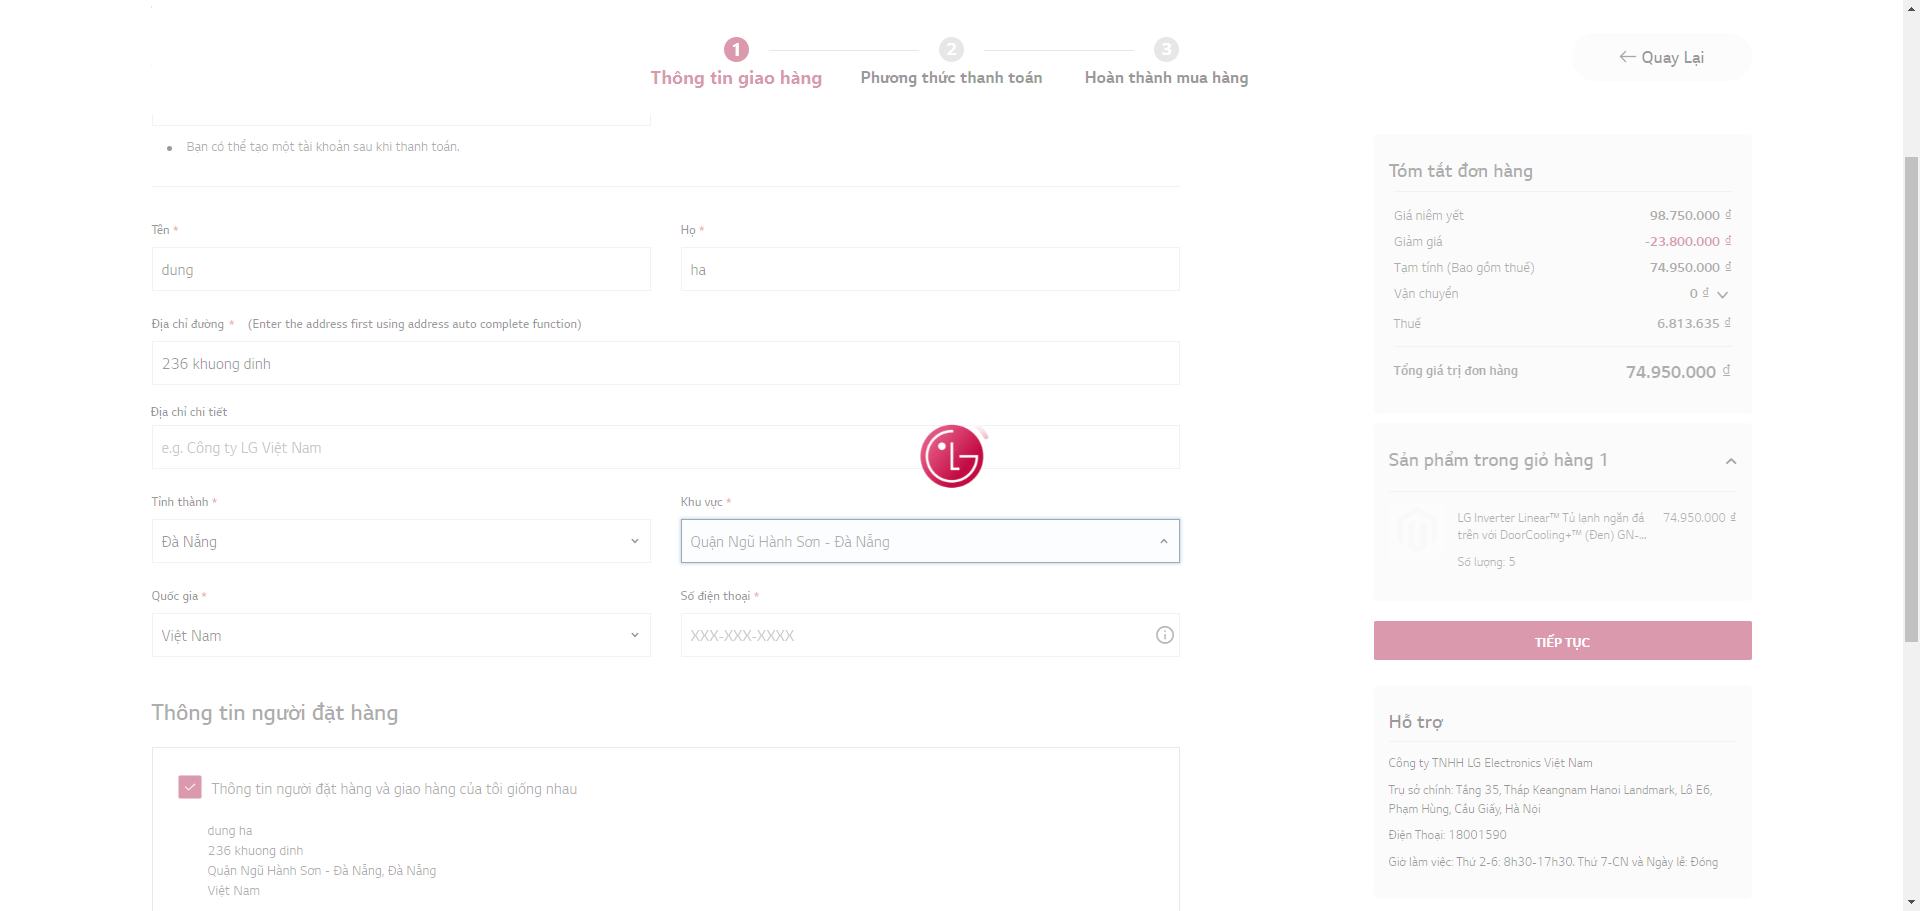 1
2
3
Thông tin giao hàng
Phương thức thanh toán
Hoàn thành mua hàng
← Quay Lại
• Bạn có thể tạo một tài khoản sau khi thanh toán.
Tên *
Họ *
dung
ha
Địa chỉ đường * (Enter the address first using address auto complete function)
236 khuong dinh
Địa chỉ chi tiết
e.g. Công ty LG Việt Nam
LG
Tỉnh thành *
Khu vực *
Đà Nẵng
Quận Ngũ Hành Sơn - Đà Nẵng
Quốc gia *
Số điện thoại *
Việt Nam
XXX-XXX-XXXX
Thông tin người đặt hàng
Thông tin người đặt hàng và giao hàng của tôi giống nhau
dung ha
236 khuong dinh
Quận Ngũ Hành Sơn - Đà Nẵng, Đà Nẵng
Việt Nam
Tóm tắt đơn hàng
Giá niêm yết 98.750.000 ₫
Giảm giá -23.800.000 ₫
Tạm tính (Bao gồm thuế) 74.950.000 ₫
Vận chuyển 0 ₫
Thuế 6.813.635 ₫
Tổng giá trị đơn hàng 74.950.000 ₫
Sản phẩm trong giỏ hàng 1
LG Inverter Linear™ Tủ lạnh ngăn đá 74.950.000 ₫
trên với DoorCooling+™ (Đen) GN-...
Số lượng: 5
TIẾP TỤC
Hỗ trợ
Công ty TNHH LG Electronics Việt Nam
Trụ sở chính: Tầng 35, Tháp Keangnam Hanoi Landmark, Lô E6,
Phạm Hùng, Cầu Giấy, Hà Nội
Điện Thoại: 18001590
Giờ làm việc: Thứ 2-6: 8h30-17h30. Thứ 7-CN và Ngày lễ: Đóng